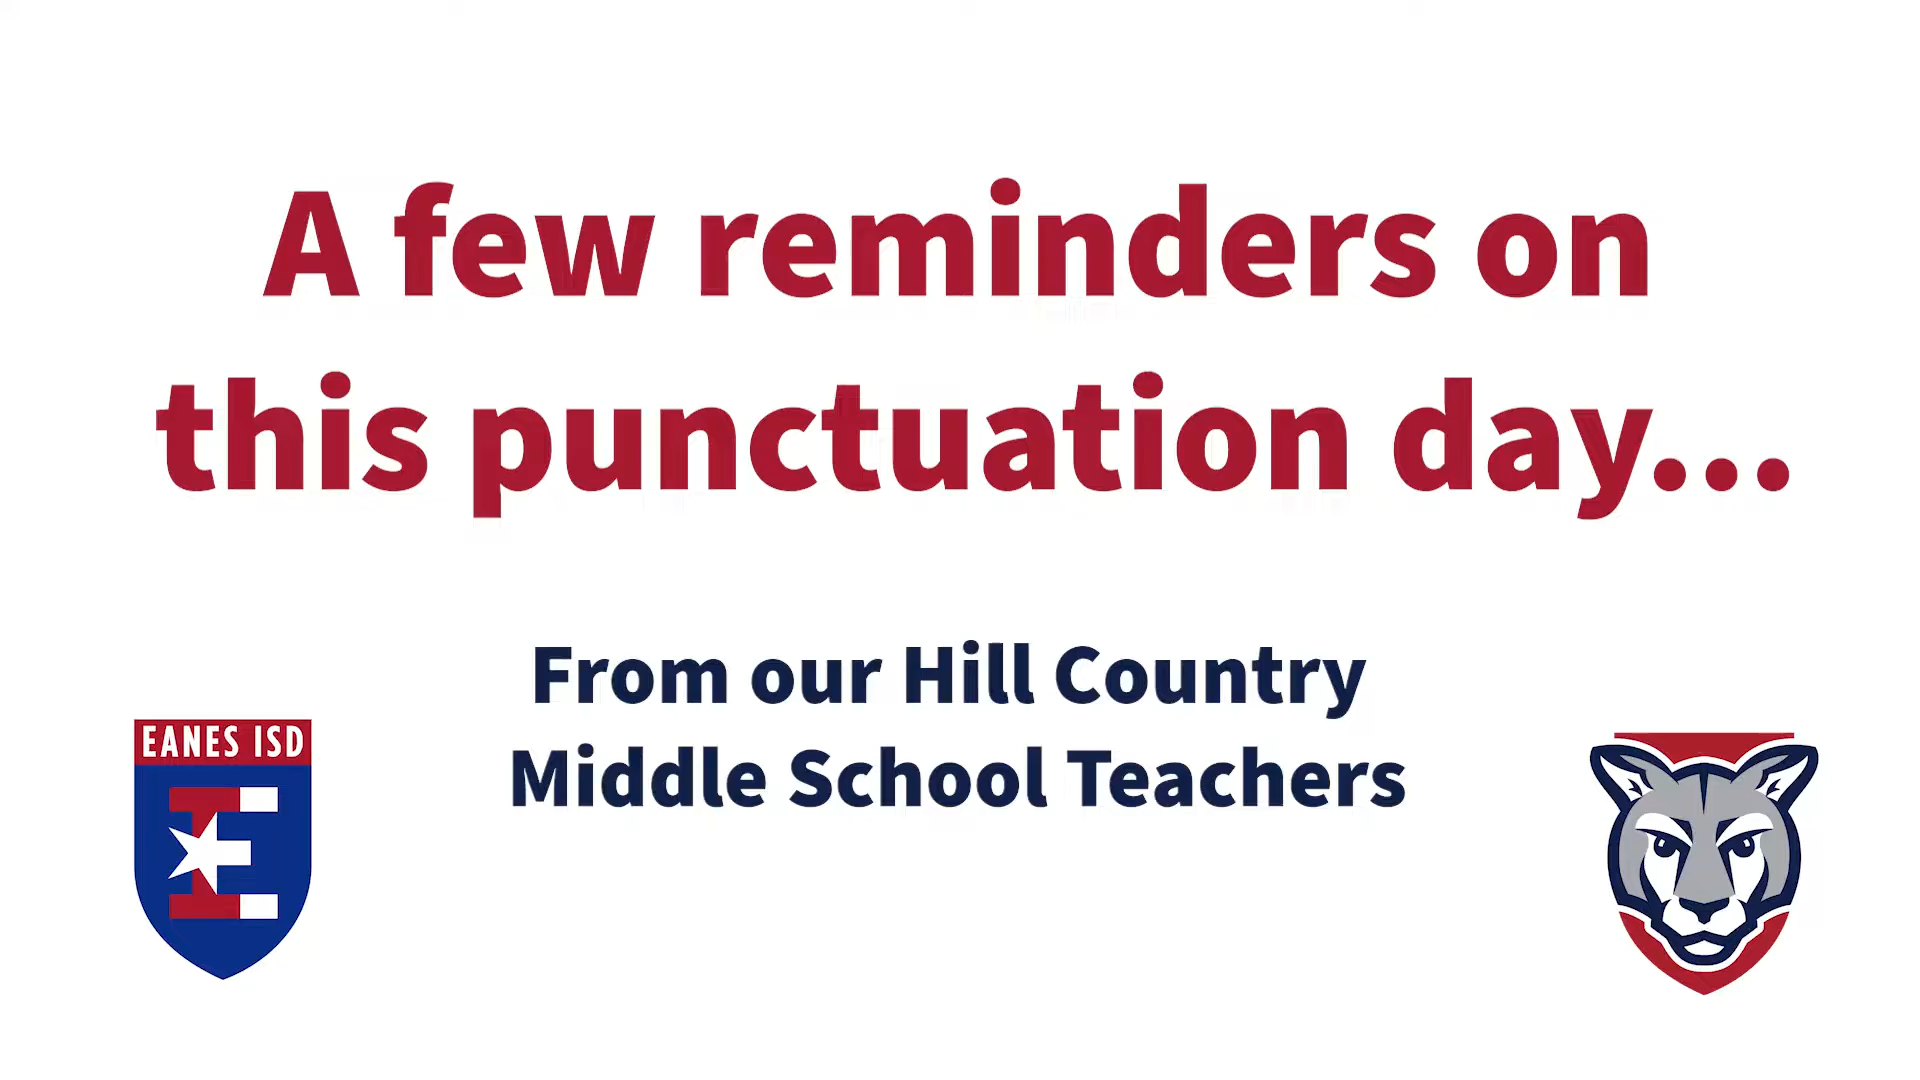 A few reminders on
this punctuation day...
From our Hill Country
Middle School Teachers
EANES ISD
E